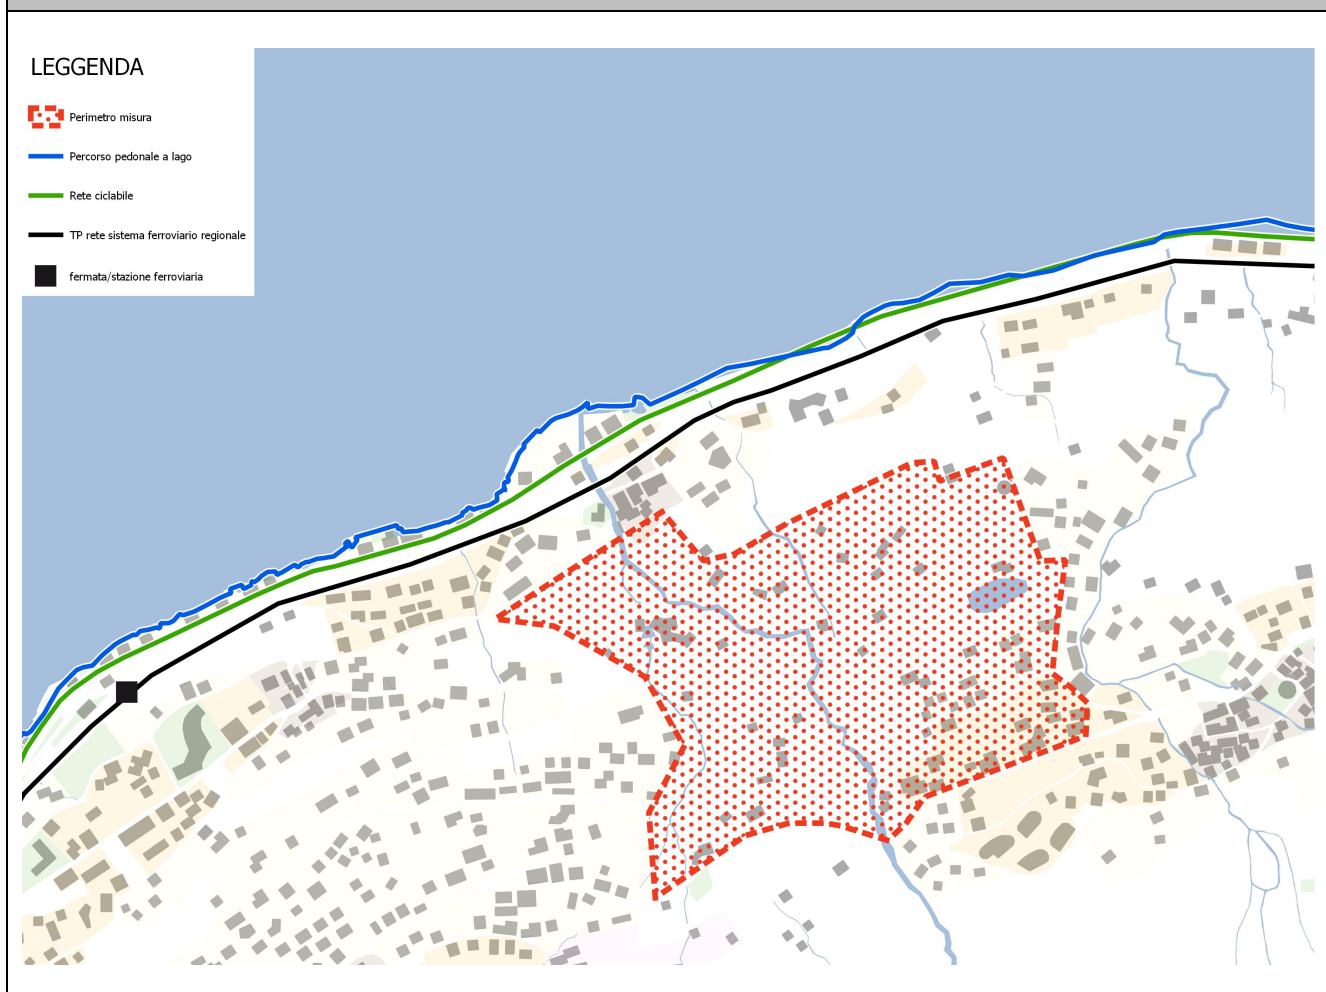 LEGGENDA
Perimetro misura
Percorso pedonale a lago
Rete ciclabile
TP rete sistema ferroviario regionale
fermata/stazione ferroviaria